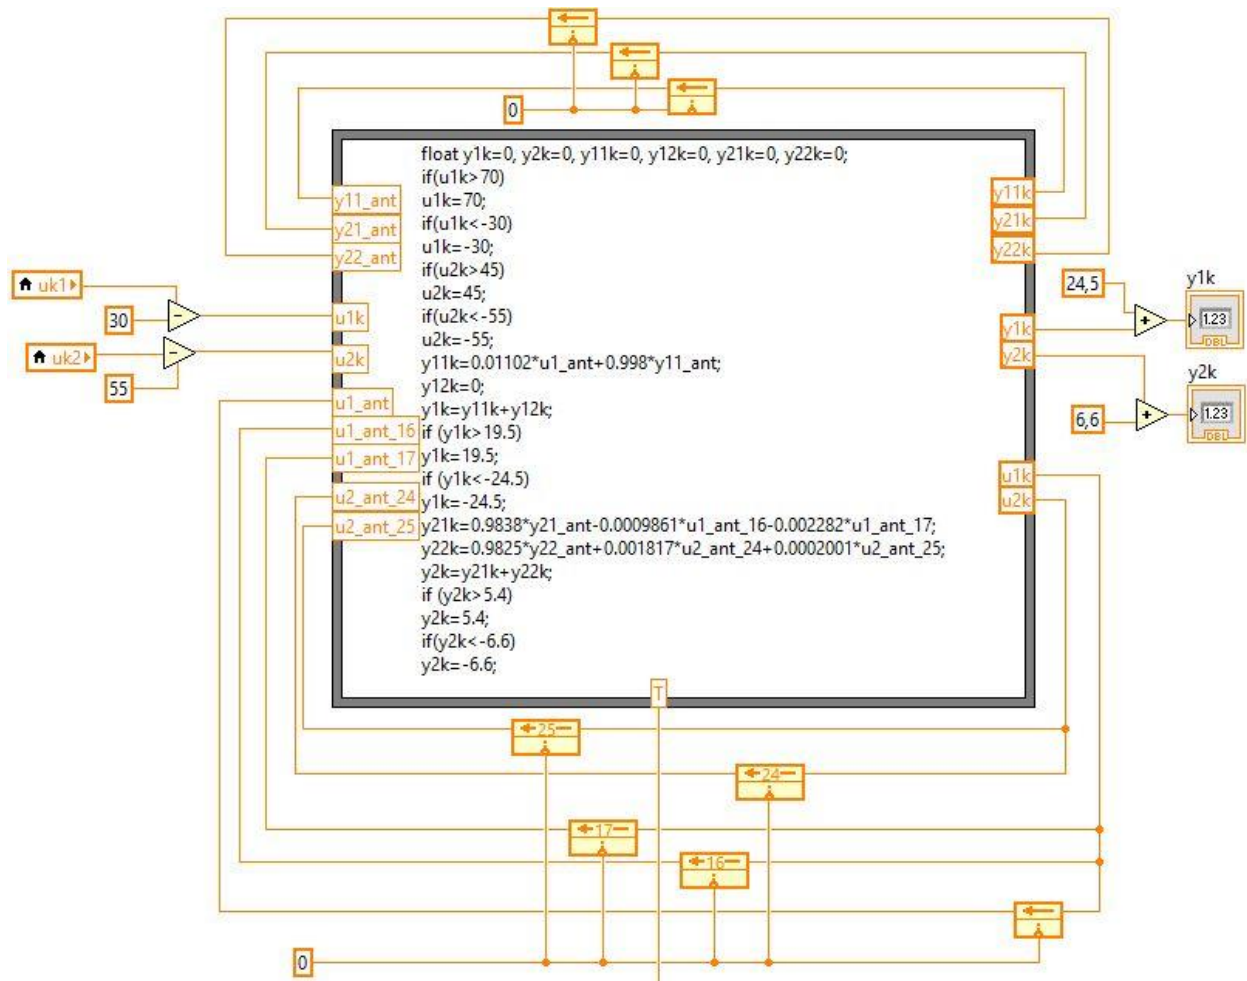 0
float y1k=0, y2k=0, y11k=0, y12k=0, y21k=0, y22k=0;
if(u1k>70)
u1k=70;
if(u1k<-30)
u1k=-30;
if(u2k>45)
u2k=45;
if(u2k<-55)
u2k=-55;
y11k=0.01102*u1_ant+0.998*y11_ant;
y12k=0;
y1k=y11k+y12k;
if (y1k>19.5)
y1k=19.5;
if (y1k<-24.5)
y1k=-24.5;
y21k=0.9838*y21_ant-0.0009861*u1_ant_16-0.002282*u1_ant_17;
y22k=0.9825*y22_ant+0.001817*u2_ant_24+0.0002001*u2_ant_25;
y2k=y21k+y22k;
if (y2k>5.4)
y2k=5.4;
if(y2k<-6.6)
y2k=-6.6;
y11_ant
y21_ant
y22_ant
uk1
30
u1k
uk2
55
u2k
u1_ant
u1_ant_16
u1_ant_17
u2_ant_24
u2_ant_25
y11k
y21k
y22k
24,5
y1k
y1k
1.23
DBL
y2k
6,6
y2k
1.23
DBL
u1k
u2k
T
25
24
17
16
0